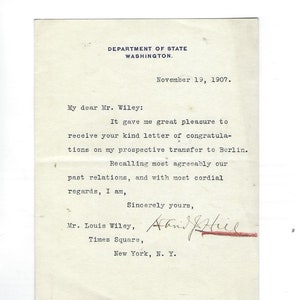 DEPARTMENT OF STATE
WASHINGTON.
November 19, 1907.
My dear Mr. Wiley:
It gave me great pleasure to
receive your kind letter of congratula-
tions on my prospective transfer to Berlin.
Recalling most agreeably our
past relations, and with most cordial
regards, I am,
Sincerely yours,
Mr. Louis Wiley,
Hill
Times Square,
New York, N. Y.